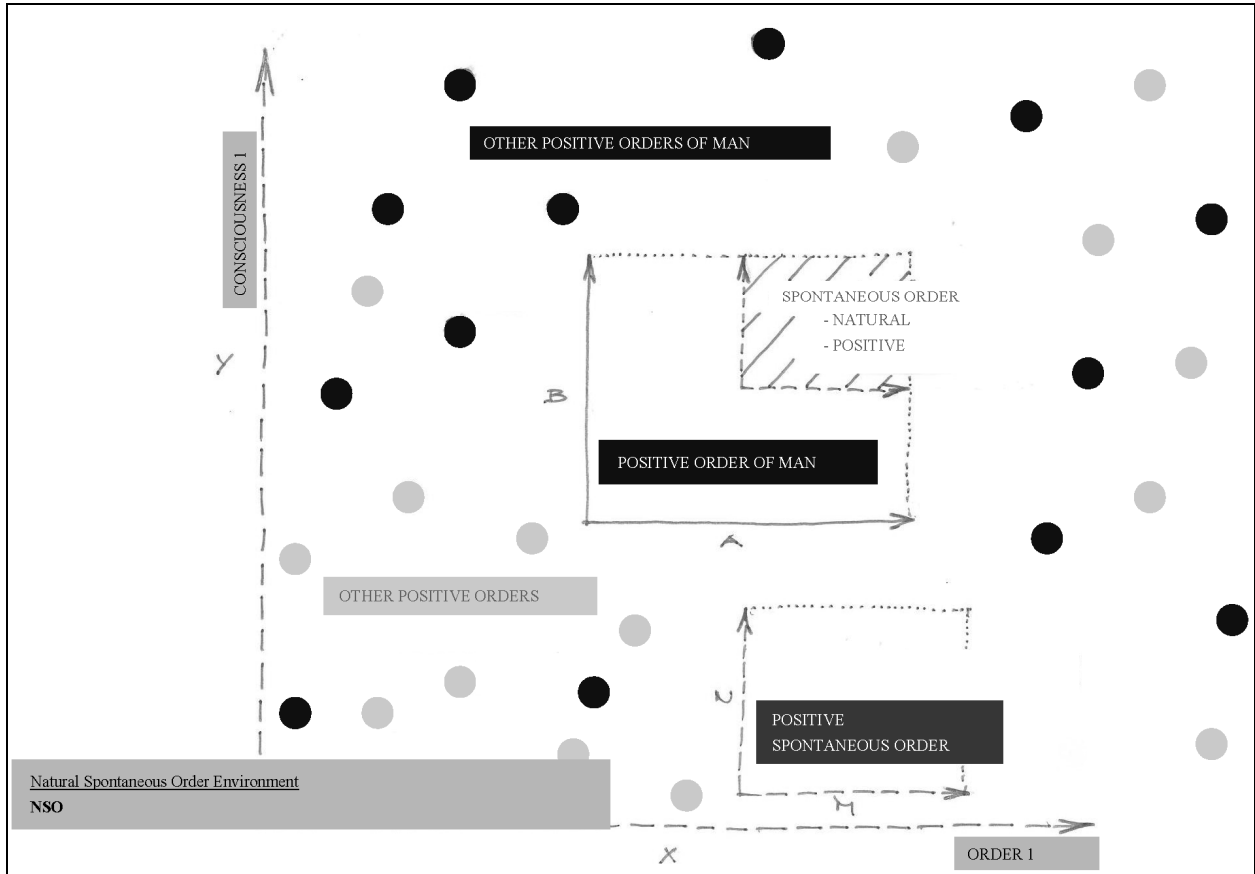 OTHER POSITIVE ORDERS OF MAN
CONSCIOUSNESS 1
SPONTANEOUS ORDER
- NATURAL
- POSITIVE
Y
B
POSITIVE ORDER OF MAN
A
OTHER POSITIVE ORDERS
N
POSITIVE
SPONTANEOUS ORDER
Natural Spontaneous Order Environment
NSO
M
X
ORDER 1